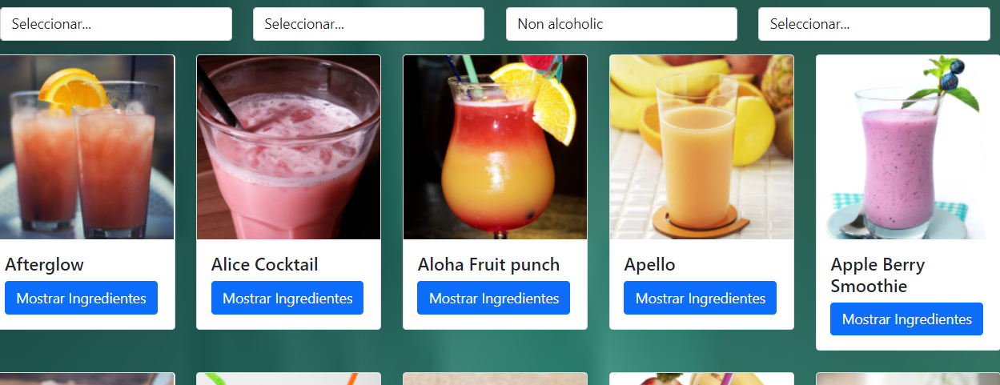 Seleccionar...
Seleccionar...
Non alcoholic
Seleccionar...
Afterglow
Mostrar Ingredientes
Alice Cocktail
Mostrar Ingredientes
Aloha Fruit punch
Mostrar Ingredientes
Apello
Mostrar Ingredientes
Apple Berry
Smoothie
Mostrar Ingredientes